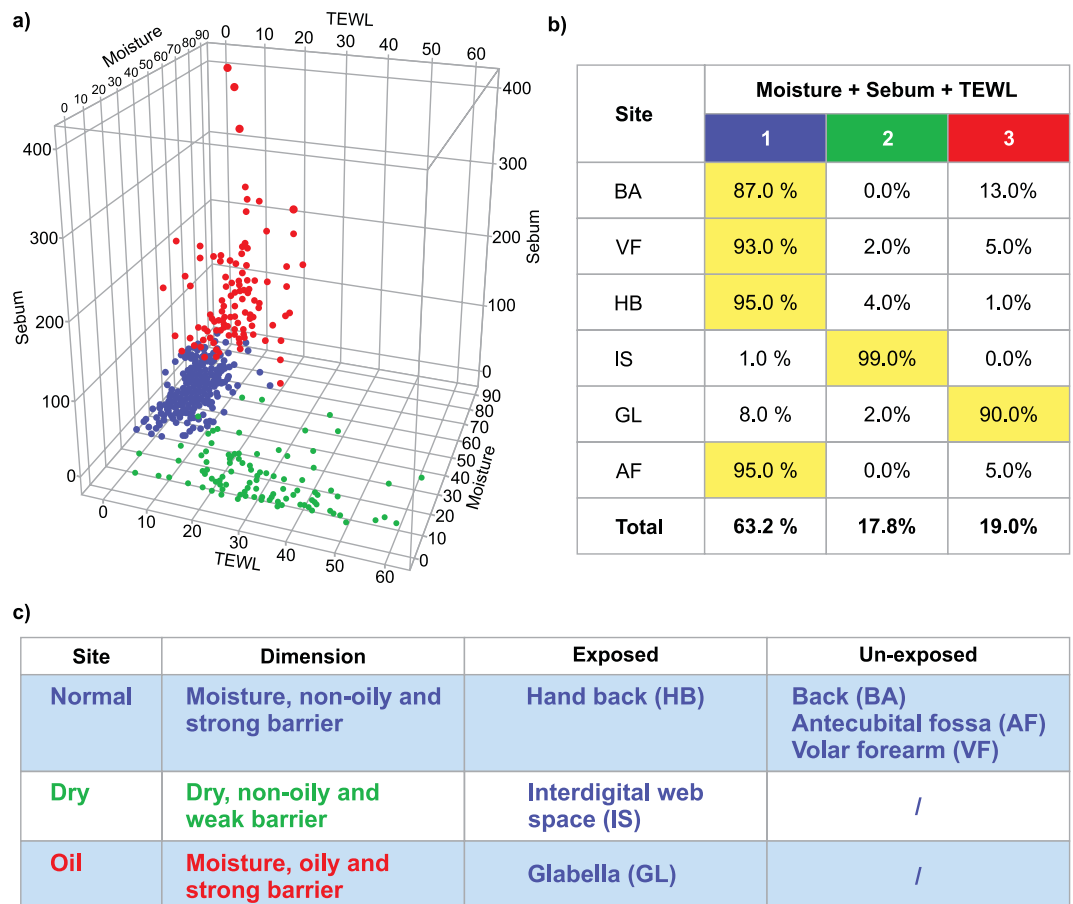 a)
TEWL
0 10 20 30 40 50 60
Moisture
0 10 20 30 40 50 60 70 80 90
400
300
200
100
0
Sebum
400
300
200
100
0
Sebum
90
80
70
60
50
40
30
20
10
0
Moisture
0 10 20 30 40 50 60
TEWL
b)
Site
Moisture + Sebum + TEWL
1 2 3
BA 87.0 % 0.0% 13.0%
VF 93.0 % 2.0% 5.0%
HB 95.0 % 4.0% 1.0%
IS 1.0 % 99.0% 0.0%
GL 8.0 % 2.0% 90.0%
AF 95.0 % 0.0% 5.0%
Total 63.2 % 17.8% 19.0%
c)
Site Dimension Exposed Un-exposed
Normal
Moisture, non-oily and
strong barrier
Hand back (HB)
Back (BA)
Antecubital fossa (AF)
Volar forearm (VF)
Dry
Dry, non-oily and
weak barrier
Interdigital web
space (IS)
/
Oil
Moisture, oily and
strong barrier
Glabella (GL)
/